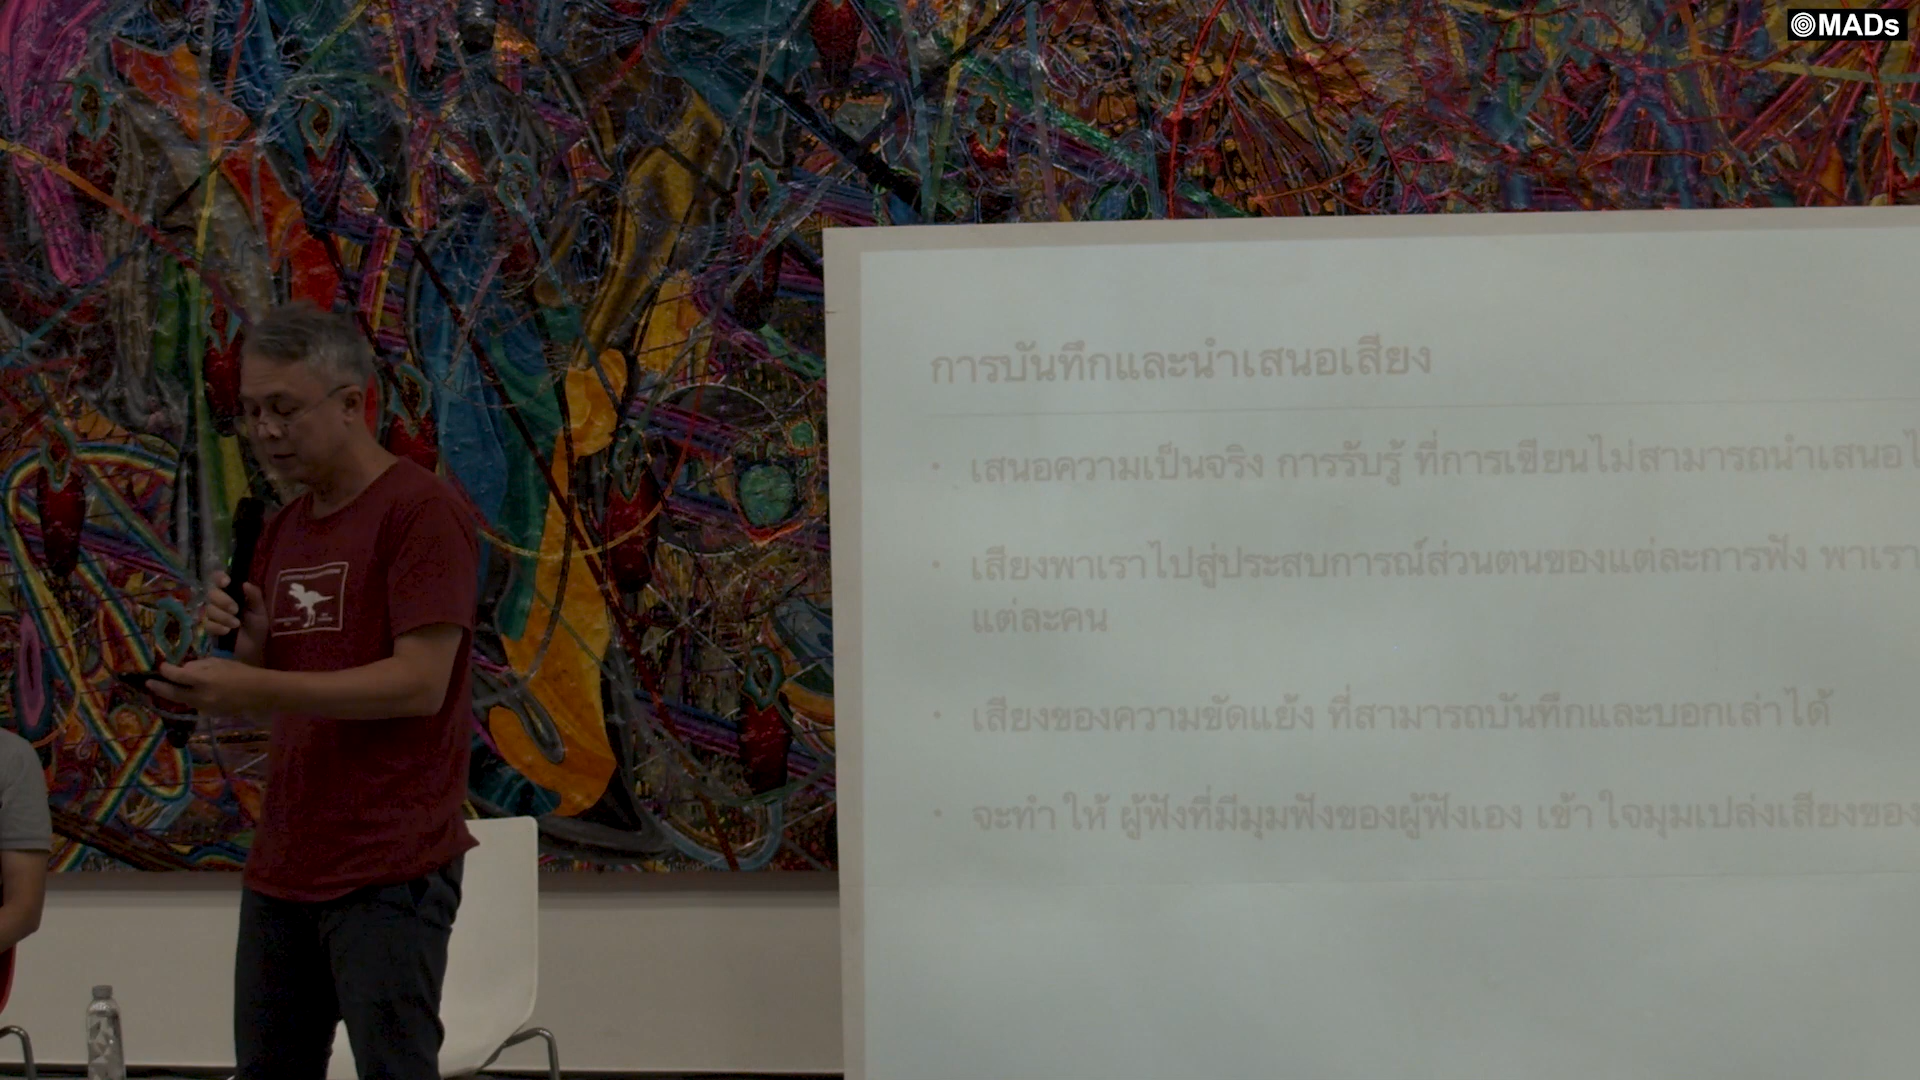 MADs
การบันทึกและนำเสนอเสียง
• เสนอความเป็นจริง การรับรู้ ที่การเขียนไม่สามารถนำเสนอไ
• เสียงพาเราไปสู่ประสบการณ์ส่วนตนของแต่ละการฟัง พาเรา
แต่ละคน
• เสียงของความขัดแย้ง ที่สามารถบันทึกและบอกเล่าได้
• จะทำ ให้ ผู้ฟังที่มีมุมฟังของผู้ฟังเอง เข้า ใจมุมเปล่งเสียงของ